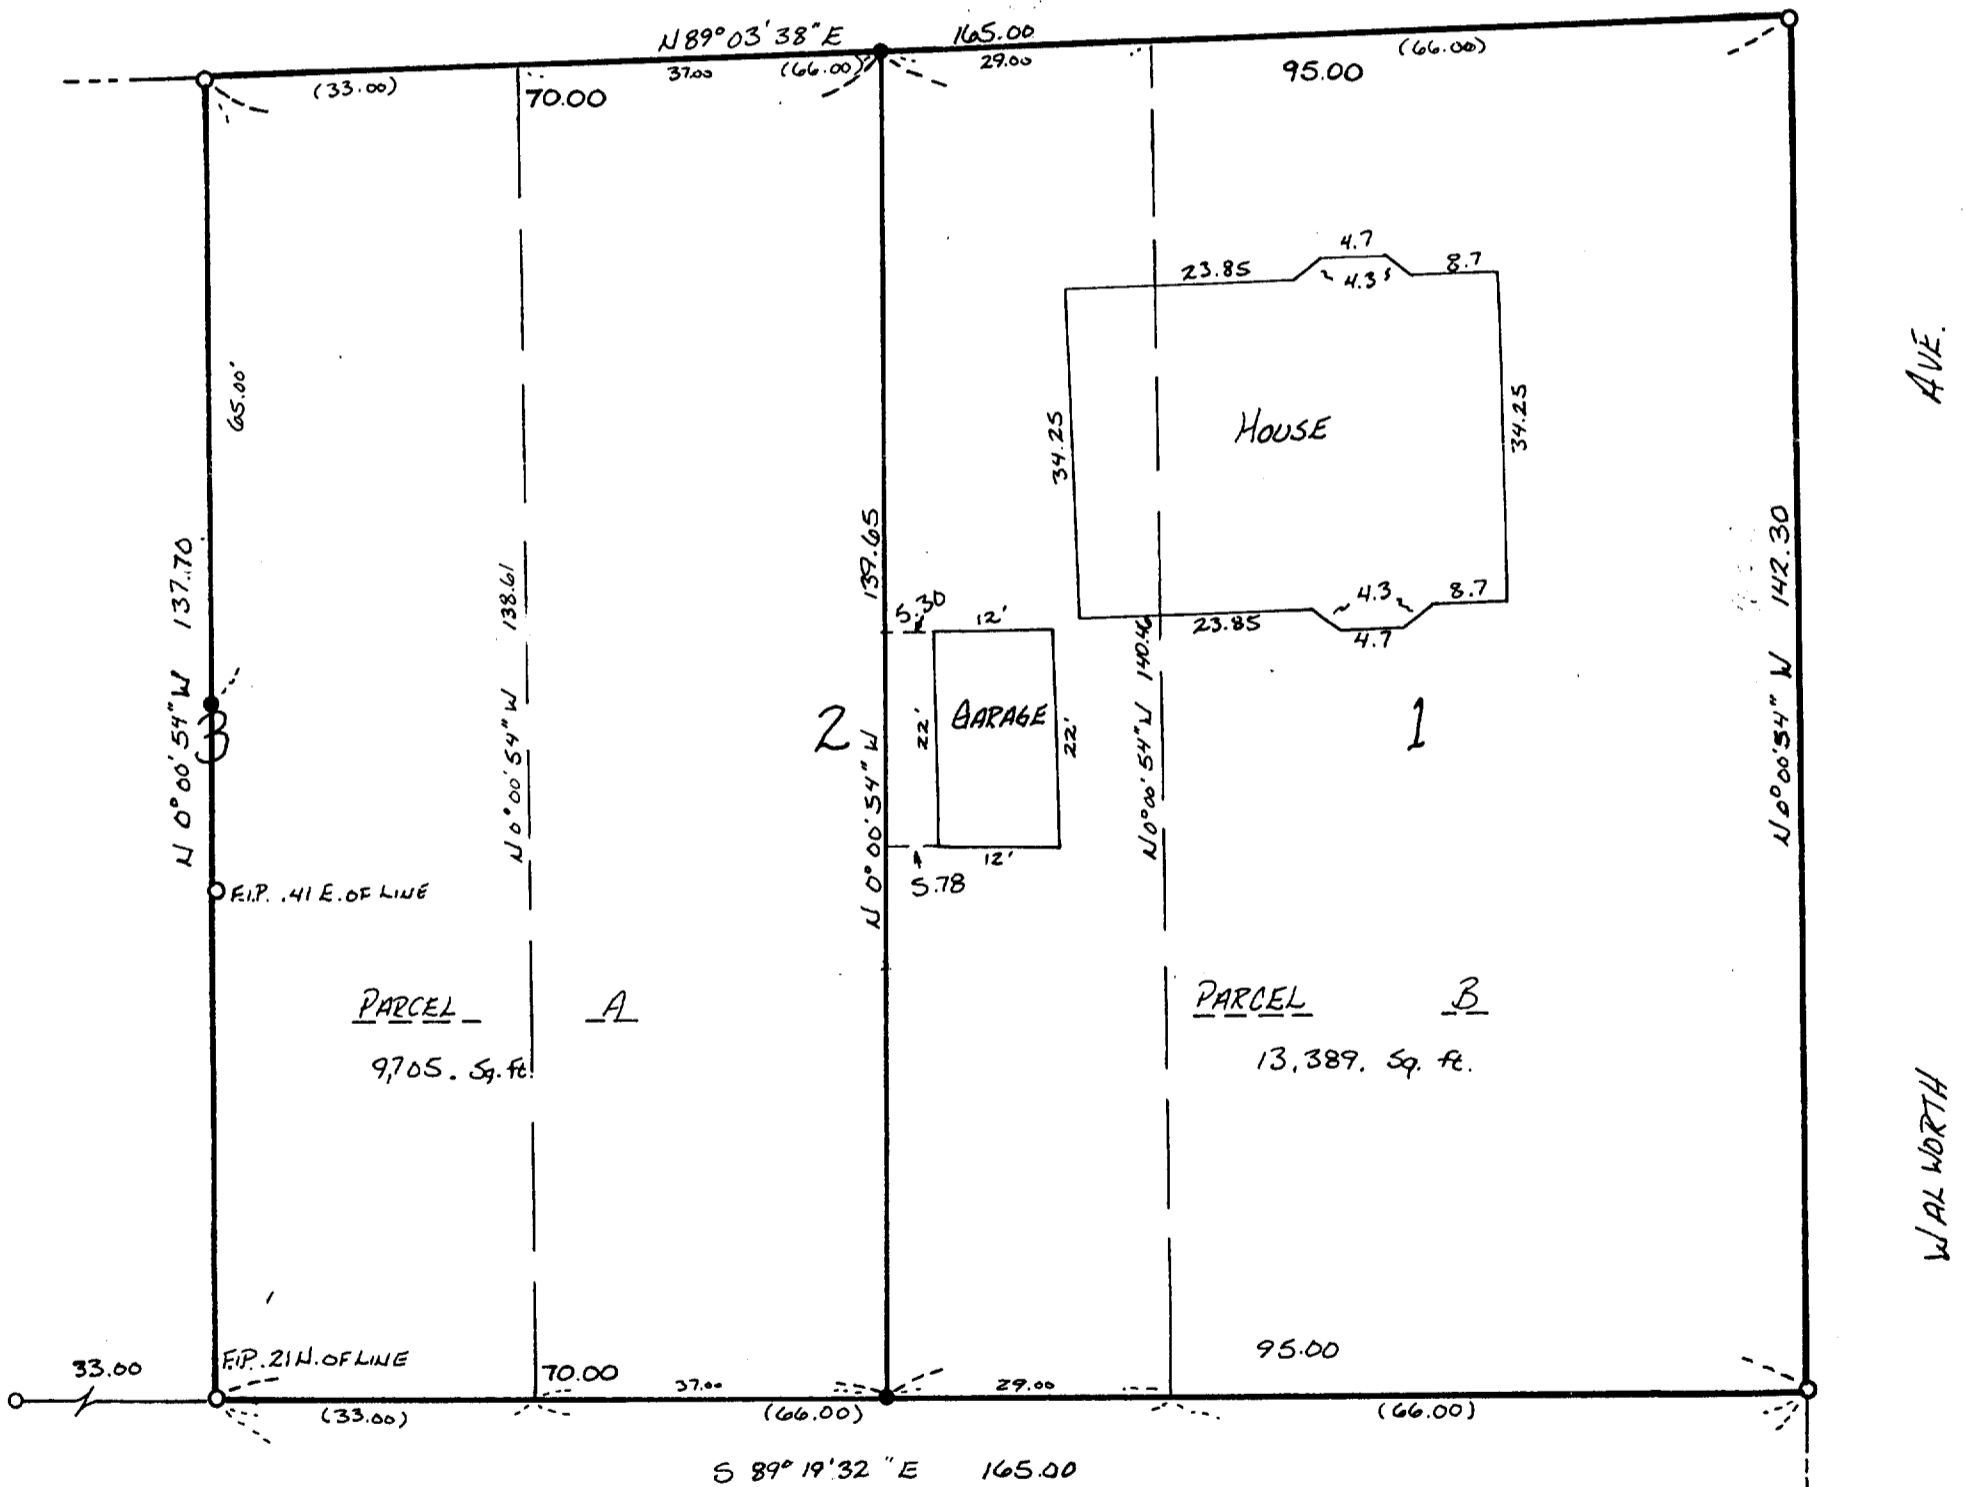 N 89° 03' 38" E 165.00
(33.00) 37.00 (66.00) 29.00 (66.00)
70.00 95.00
65.00'
N 0° 00' 54" W 137.70
N 0° 00' 54" W 138.61
N 0° 00' 54" W 139.65
N 0° 00' 54" W 140.46
N 0° 00' 54" W 142.30
4.7
23.85 4.3 8.7
34.25 HOUSE 34.25
4.3 8.7
23.85 4.7
5.30 12'
22' GARAGE 22'
12'
5.78
3 2 1
F.I.P. .41 E. OF LINE
PARCEL A
9,705. Sq. ft.
PARCEL B
13,389. Sq. ft.
AVE.
WALWORTH
F.I.P. .21 N. OF LINE
33.00 70.00 37.00 29.00 95.00
(33.00) (66.00) (66.00)
S 89° 19' 32" E 165.00